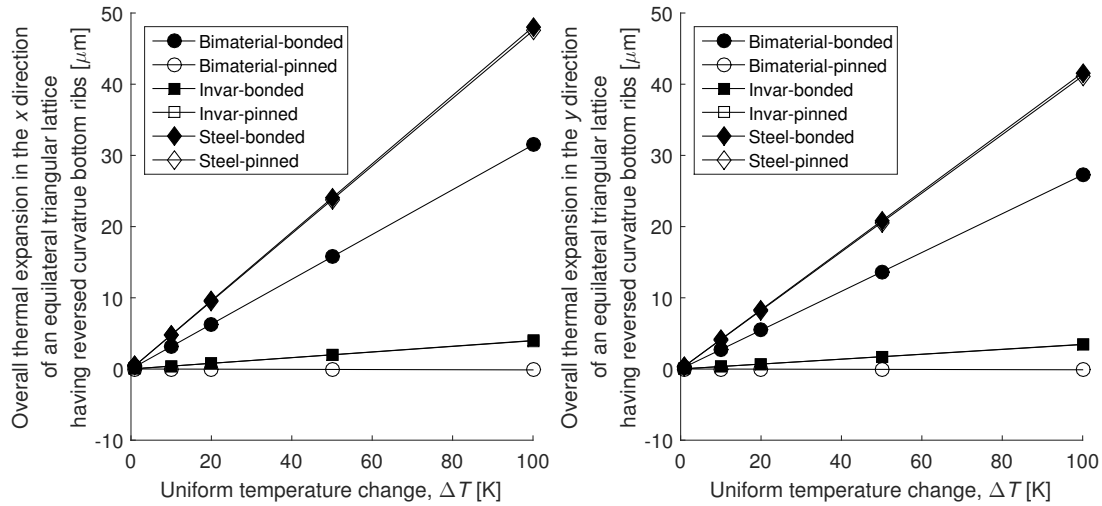 Overall thermal expansion in the x direction
of an equilateral triangular lattice
having reversed curvatrue bottom ribs [μm]
50
40
30
20
10
0
-10
Bimaterial-bonded
Bimaterial-pinned
Invar-bonded
Invar-pinned
Steel-bonded
Steel-pinned
0
20
40
60
80
100
Uniform temperature change, ΔT [K]
Overall thermal expansion in the y direction
of an equilateral triangular lattice
having reversed curvatrue bottom ribs [μm]
50
40
30
20
10
0
-10
Bimaterial-bonded
Bimaterial-pinned
Invar-bonded
Invar-pinned
Steel-bonded
Steel-pinned
0
20
40
60
80
100
Uniform temperature change, ΔT [K]